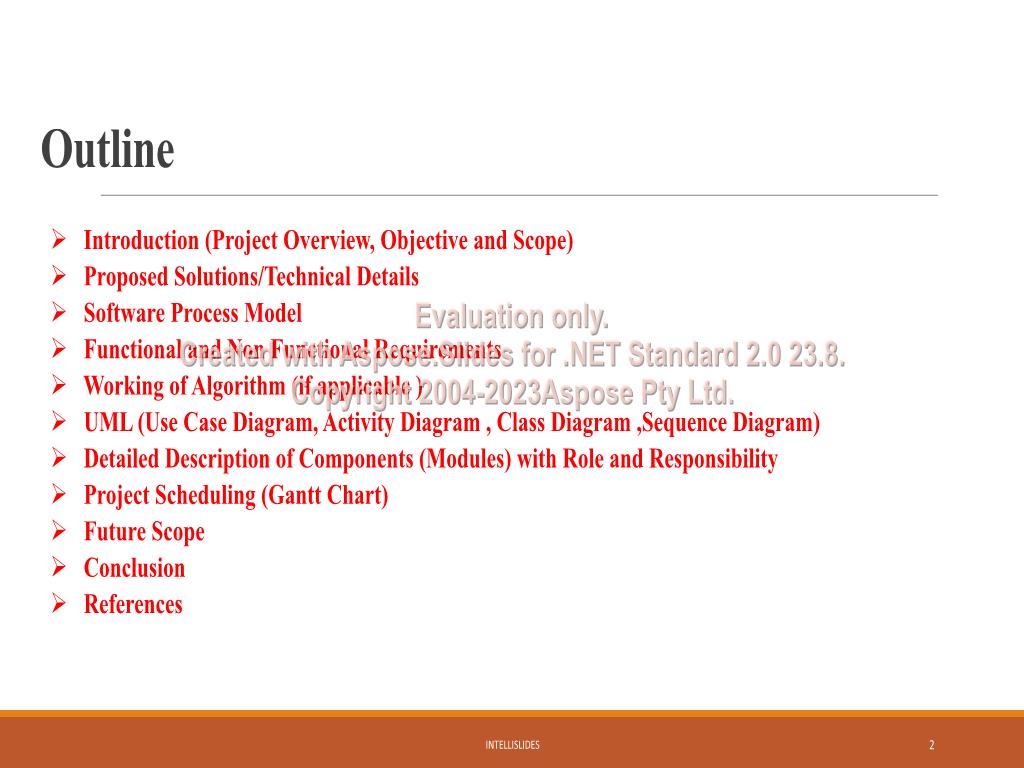 Outline
Introduction (Project Overview, Objective and Scope)
Proposed Solutions/Technical Details
Software Process Model
Functional and Non Functional Requirements
Working of Algorithm (if applicable )
UML (Use Case Diagram, Activity Diagram , Class Diagram ,Sequence Diagram)
Detailed Description of Components (Modules) with Role and Responsibility
Project Scheduling (Gantt Chart)
Future Scope
Conclusion
References
Evaluation only.
Created with Aspose.Slides for .NET Standard 2.0 23.8.
Copyright 2004-2023Aspose Pty Ltd.
INTELLISLIDES
2